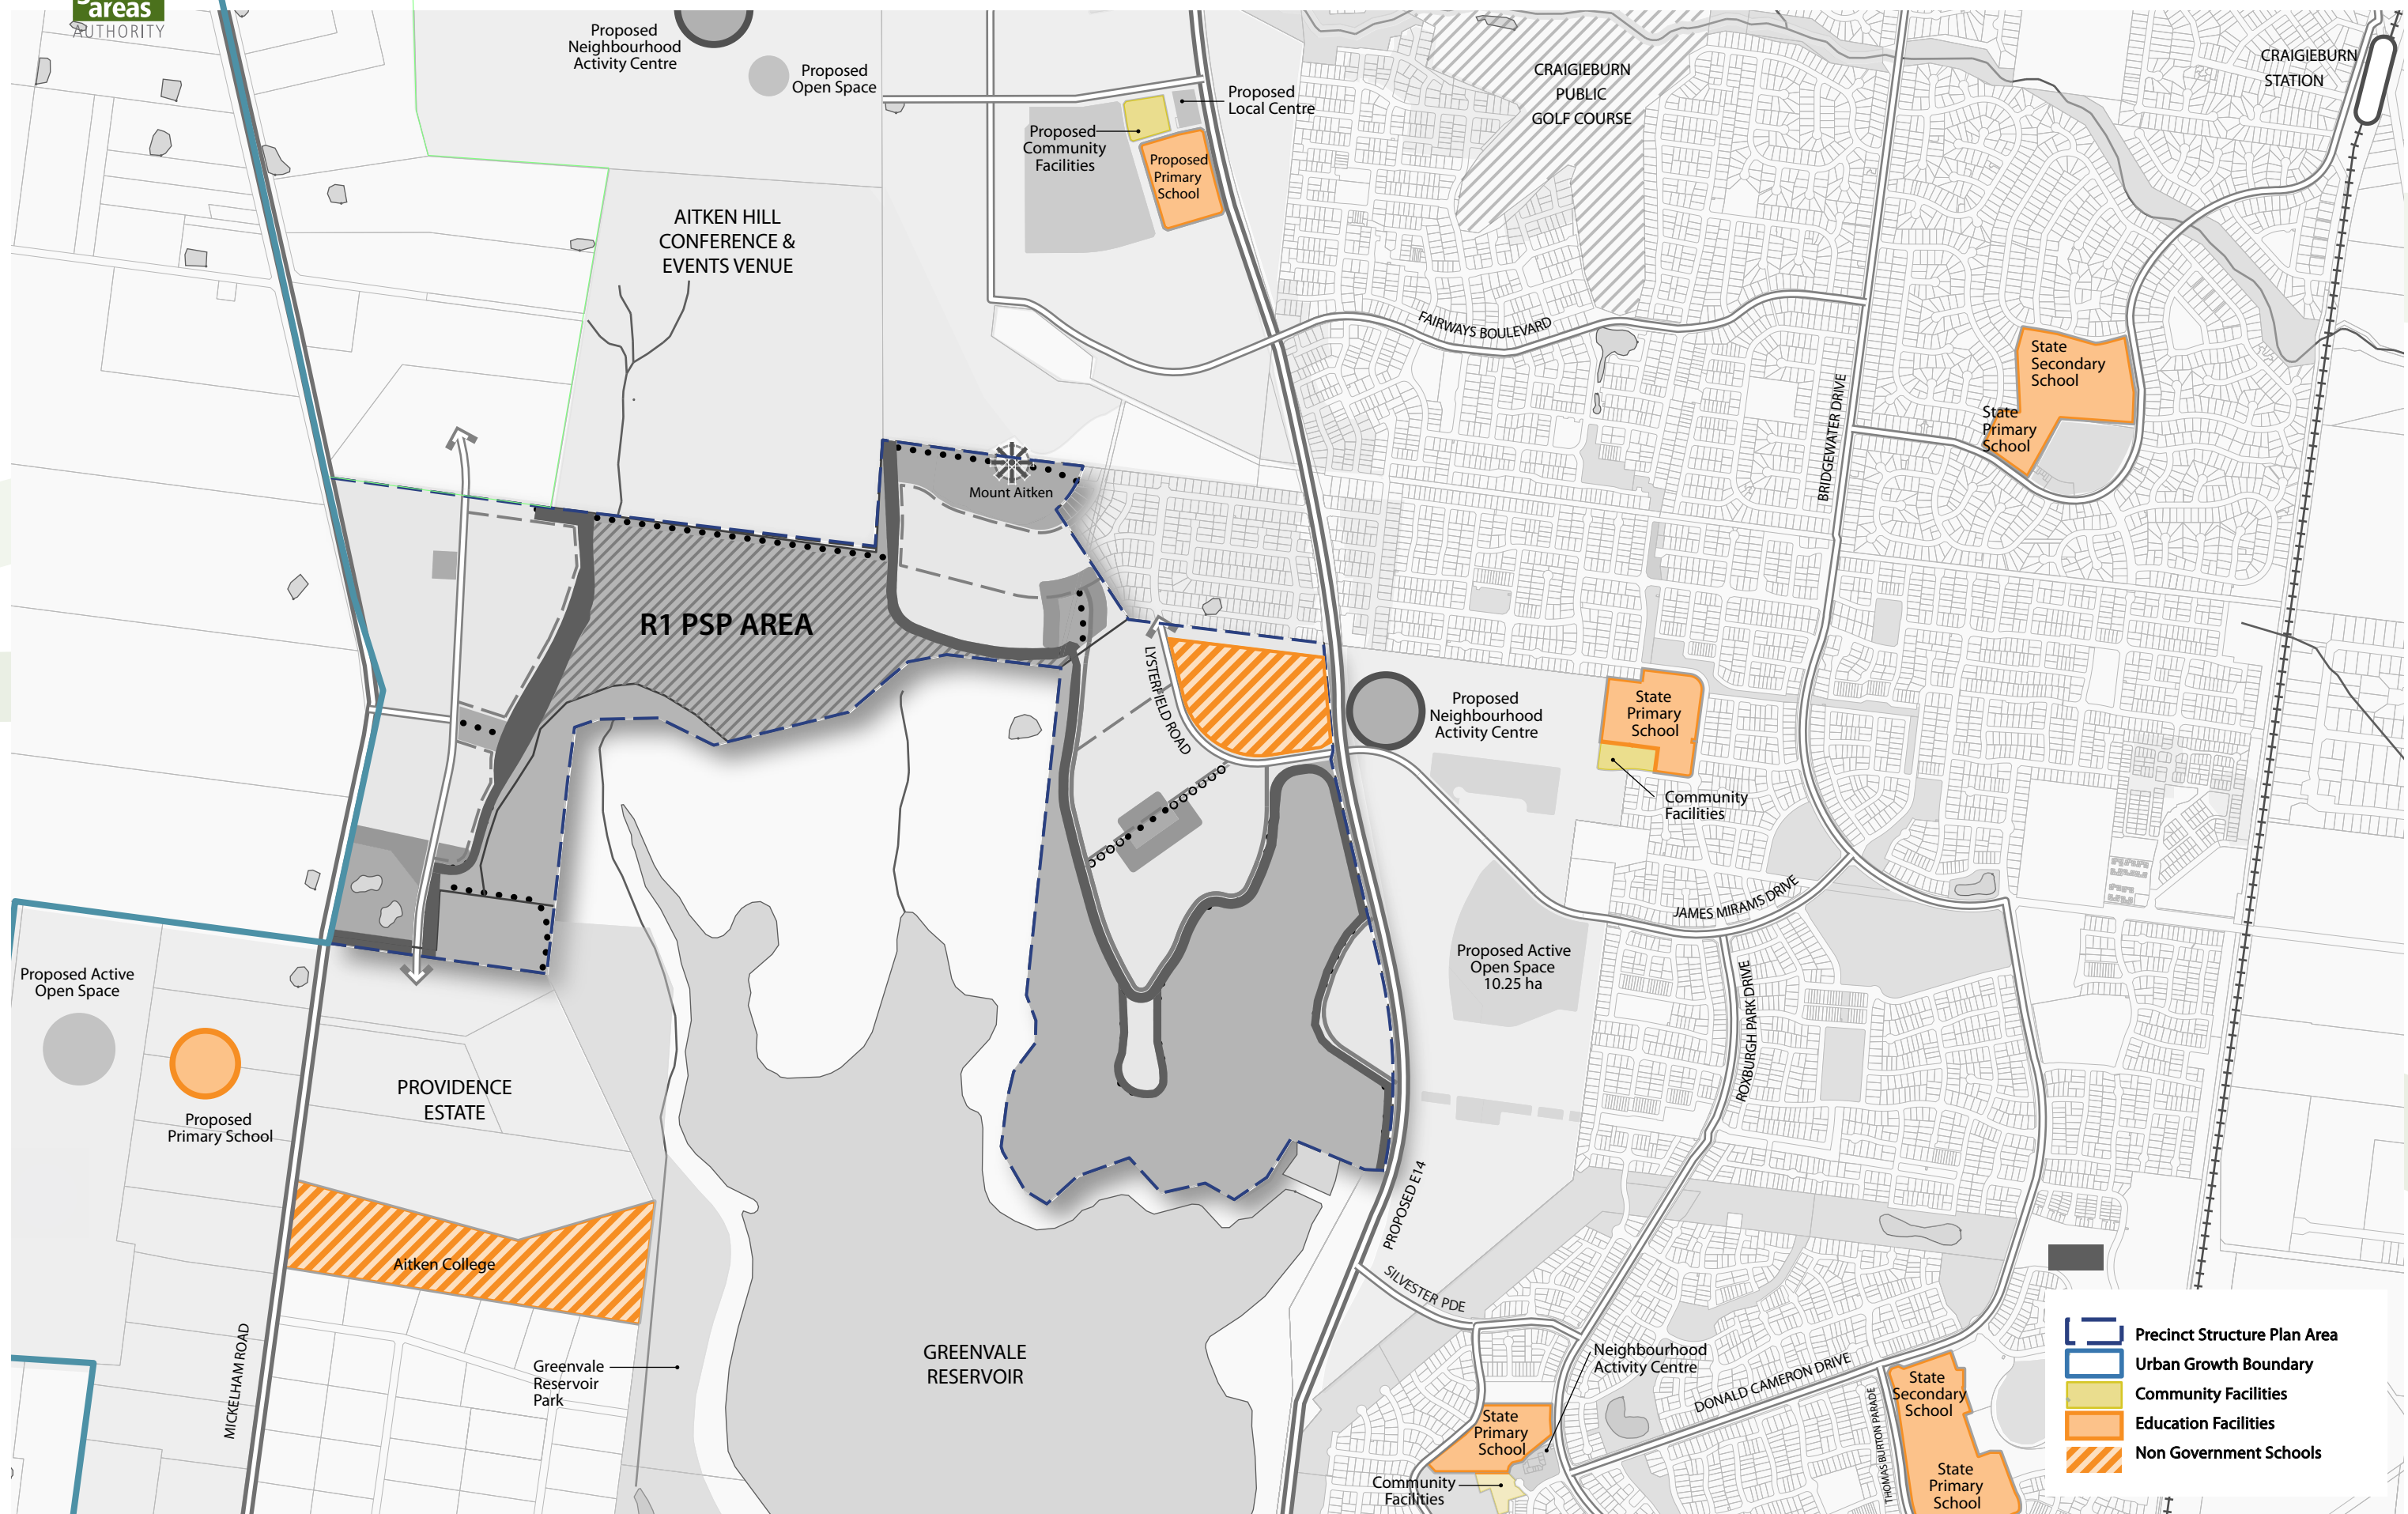 areas
AUTHORITY
Proposed
Neighbourhood
Activity Centre
Proposed
Open Space
Proposed
Local Centre
Proposed
Community
Facilities
Proposed
Primary
School
CRAIGIEBURN
PUBLIC
GOLF COURSE
CRAIGIEBURN
STATION
AITKEN HILL
CONFERENCE &
EVENTS VENUE
FAIRWAYS BOULEVARD
BRIDGEWATER DRIVE
State
Secondary
School
State
Primary
School
Mount Aitken
R1 PSP AREA
LYSTERFIELD ROAD
Proposed
Neighbourhood
Activity Centre
State
Primary
School
Community
Facilities
JAMES MIRAMS DRIVE
Proposed Active
Open Space
10.25 ha
ROXBURGH PARK DRIVE
Proposed Active
Open Space
Proposed
Primary School
PROVIDENCE
ESTATE
Aitken College
MICKELHAM ROAD
Greenvale
Reservoir
Park
GREENVALE
RESERVOIR
PROPOSED E14
SILVESTER PDE
Neighbourhood
Activity Centre
DONALD CAMERON DRIVE
THOMAS BURTON PARADE
State
Primary
School
Community
Facilities
State
Secondary
School
State
Primary
School
Precinct Structure Plan Area
Urban Growth Boundary
Community Facilities
Education Facilities
Non Government Schools